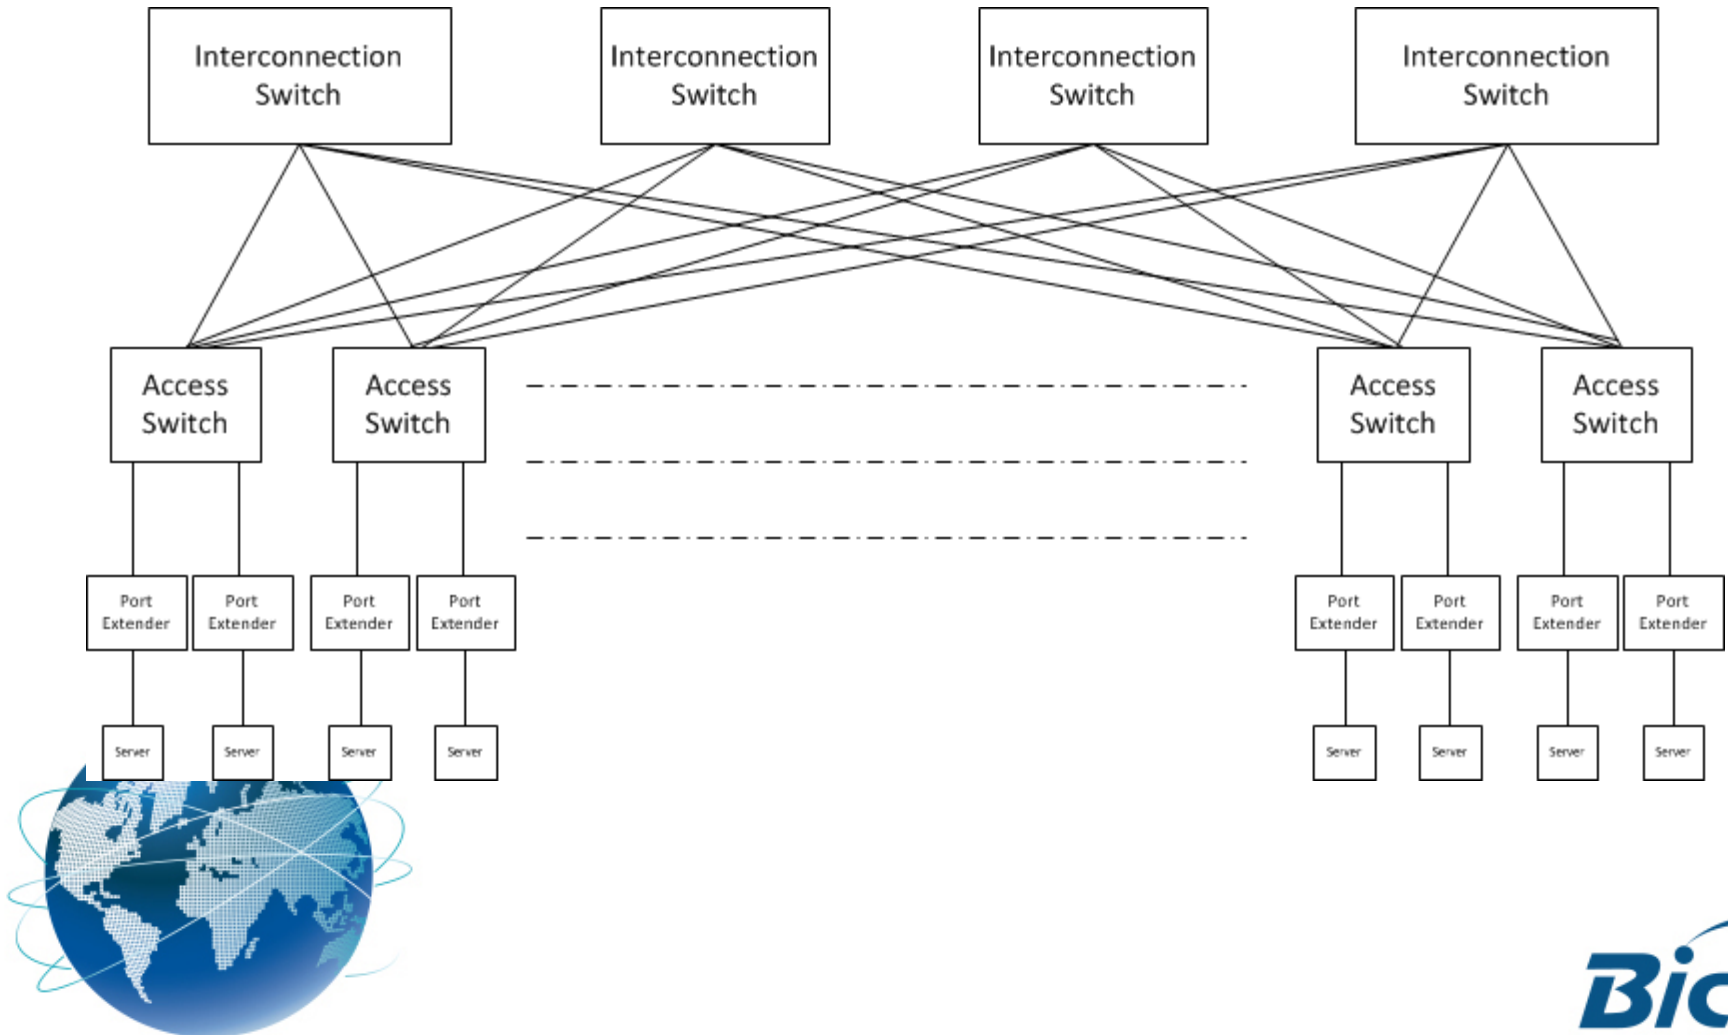 Interconnection
Switch
Interconnection
Switch
Interconnection
Switch
Interconnection
Switch
Access
Switch
Access
Switch
Access
Switch
Access
Switch
Port
Extender
Port
Extender
Port
Extender
Port
Extender
Port
Extender
Port
Extender
Port
Extender
Port
Extender
Server
Server
Server
Server
Server
Server
Server
Server